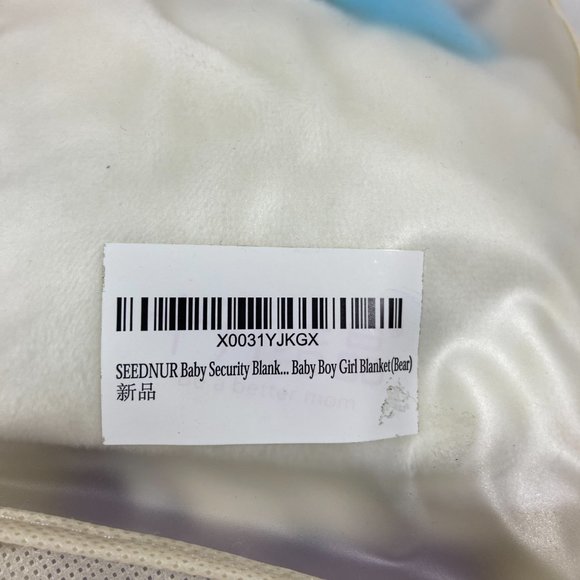 X0031YJKGX
SEEDNUR Baby Security Blank... Baby Boy Girl Blanket(Bear)
新品